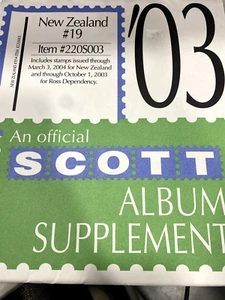 New Zealand
#19
Item #220S003
Includes stamps issued through
March 3, 2004 for New Zealand
and through October 1, 2003
for Ross Dependency.
'03
An official
SCOTT
ALBUM
SUPPLEMENT